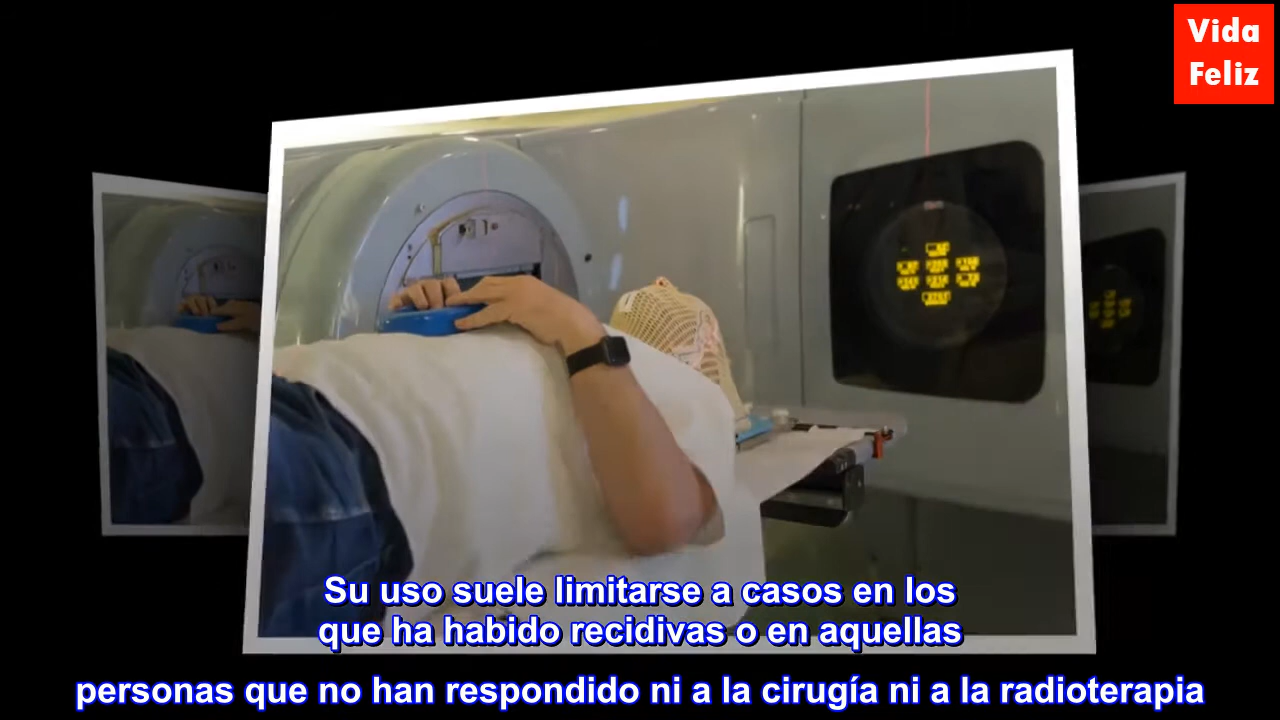 Vida
Feliz
Su uso suele limitarse a casos en los
que ha habido recidivas o en aquellas
personas que no han respondido ni a la cirugía ni a la radioterapia